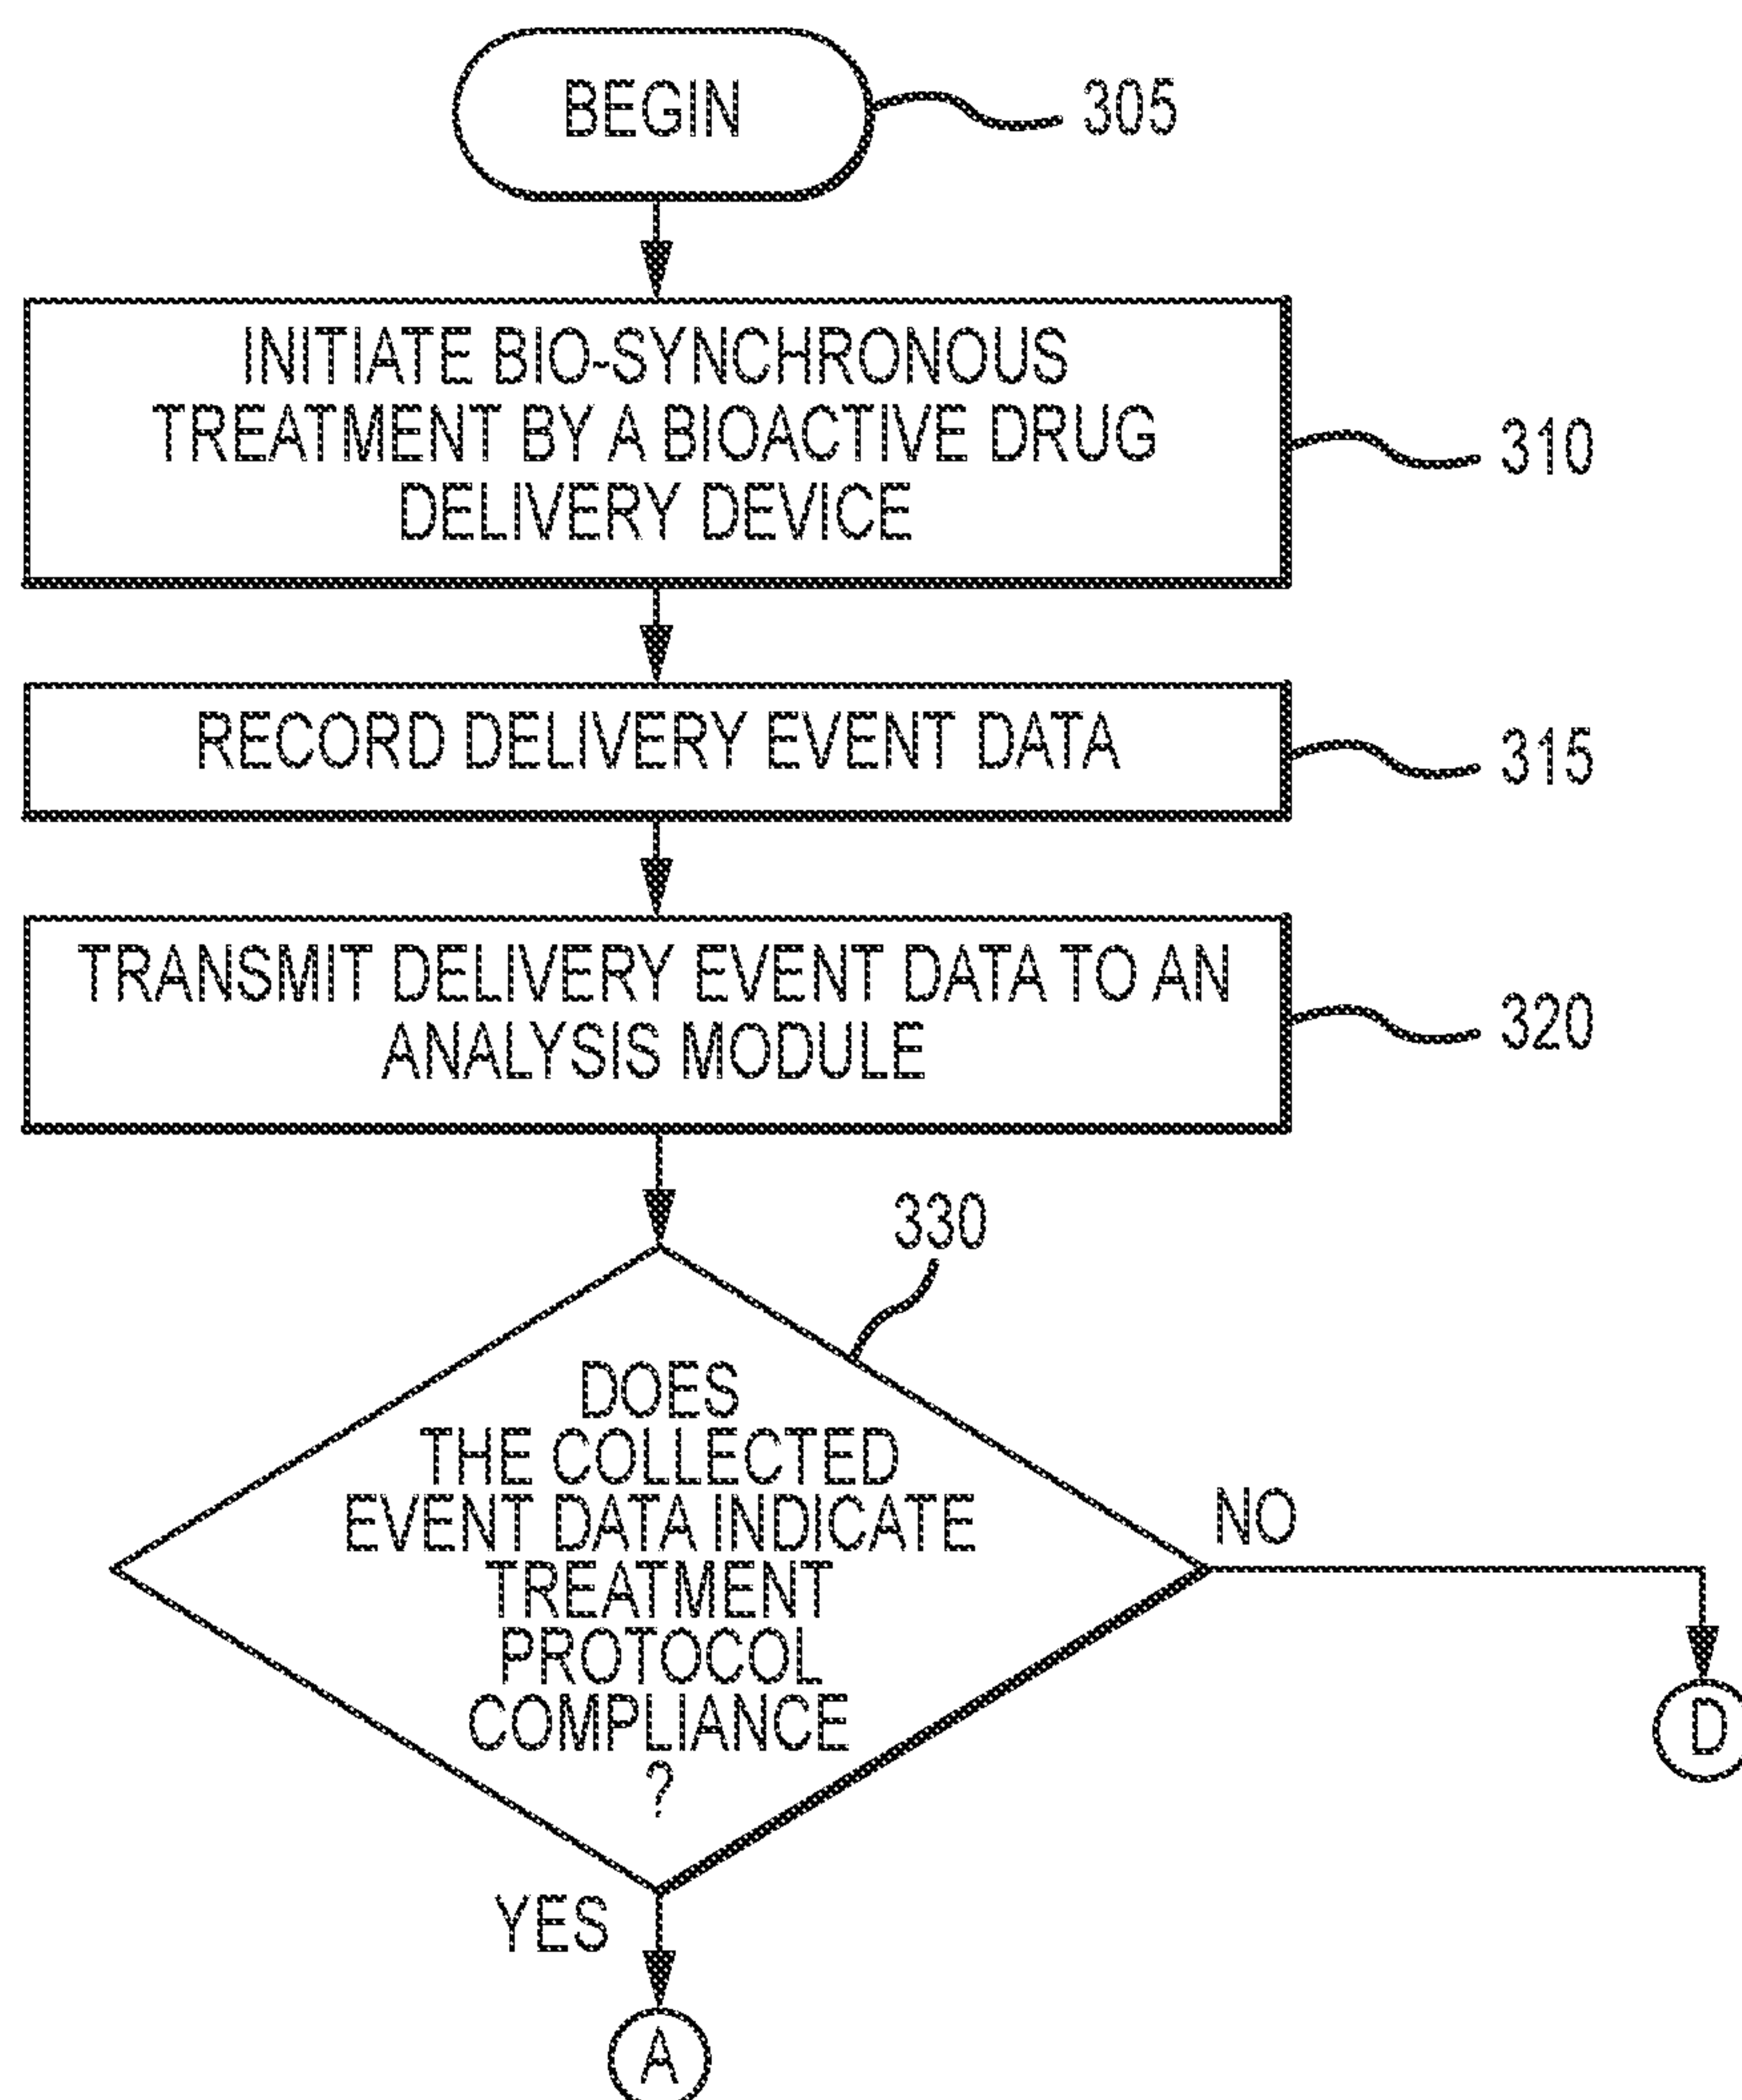 BEGIN
305
INITIATE BIO-SYNCHRONOUS
TREATMENT BY A BIOACTIVE DRUG
DELIVERY DEVICE
310
RECORD DELIVERY EVENT DATA
315
TRANSMIT DELIVERY EVENT DATA TO AN
ANALYSIS MODULE
320
330
DOES
THE COLLECTED
EVENT DATA INDICATE
TREATMENT
PROTOCOL
COMPLIANCE
?
NO
D
YES
A